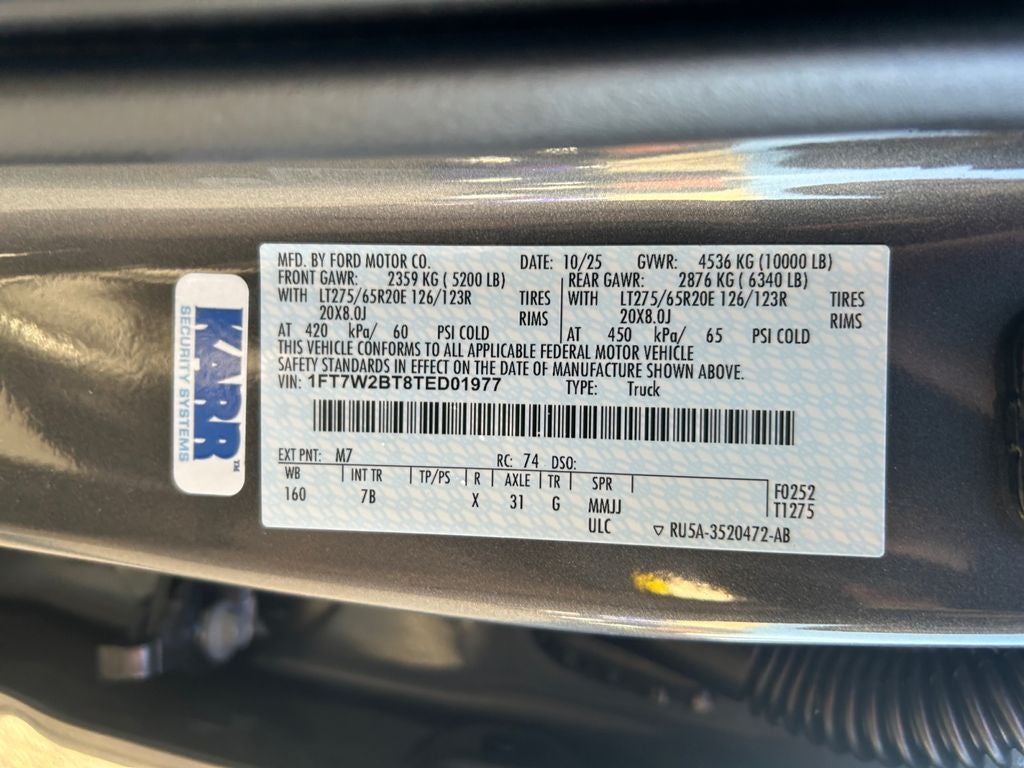 MFD. BY FORD MOTOR CO. DATE: 10/25 GVWR: 4536 KG (10000 LB)
FRONT GAWR: 2359 KG ( 5200 LB) REAR GAWR: 2876 KG ( 6340 LB)
WITH LT275/65R20E 126/123R TIRES WITH LT275/65R20E 126/123R TIRES
20X8.0J RIMS 20X8.0J RIMS
AT 420 kPa/ 60 PSI COLD AT 450 kPa/ 65 PSI COLD
THIS VEHICLE CONFORMS TO ALL APPLICABLE FEDERAL MOTOR VEHICLE
SAFETY STANDARDS IN EFFECT ON THE DATE OF MANUFACTURE SHOWN ABOVE.
VIN: 1FT7W2BT8TED01977 TYPE: Truck
EXT PNT: M7 RC: 74 DSO:
WB INT TR TP/PS R AXLE TR SPR
160 7B X 31 G MMJJ F0252
ULC T1275
▽ RU5A-3520472-AB
KARR™
SECURITY SYSTEMS